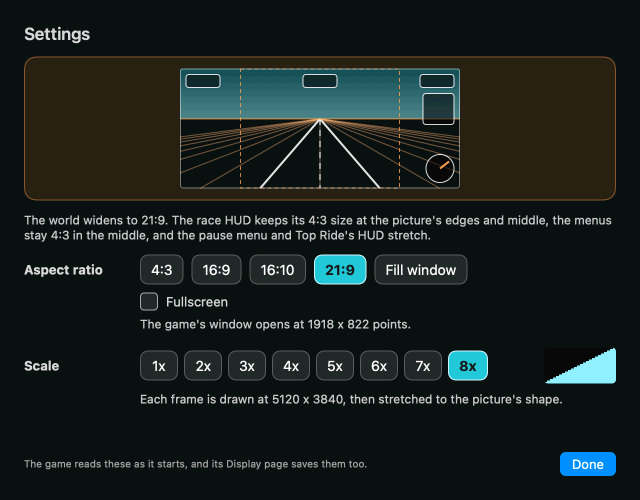 Settings
The world widens to 21:9. The race HUD keeps its 4:3 size at the picture's edges and middle, the menus
stay 4:3 in the middle, and the pause menu and Top Ride's HUD stretch.
Aspect ratio 4:3 16:9 16:10 21:9 Fill window
Fullscreen
The game's window opens at 1918 x 822 points.
Scale 1x 2x 3x 4x 5x 6x 7x 8x
Each frame is drawn at 5120 x 3840, then stretched to the picture's shape.
The game reads these as it starts, and its Display page saves them too. Done